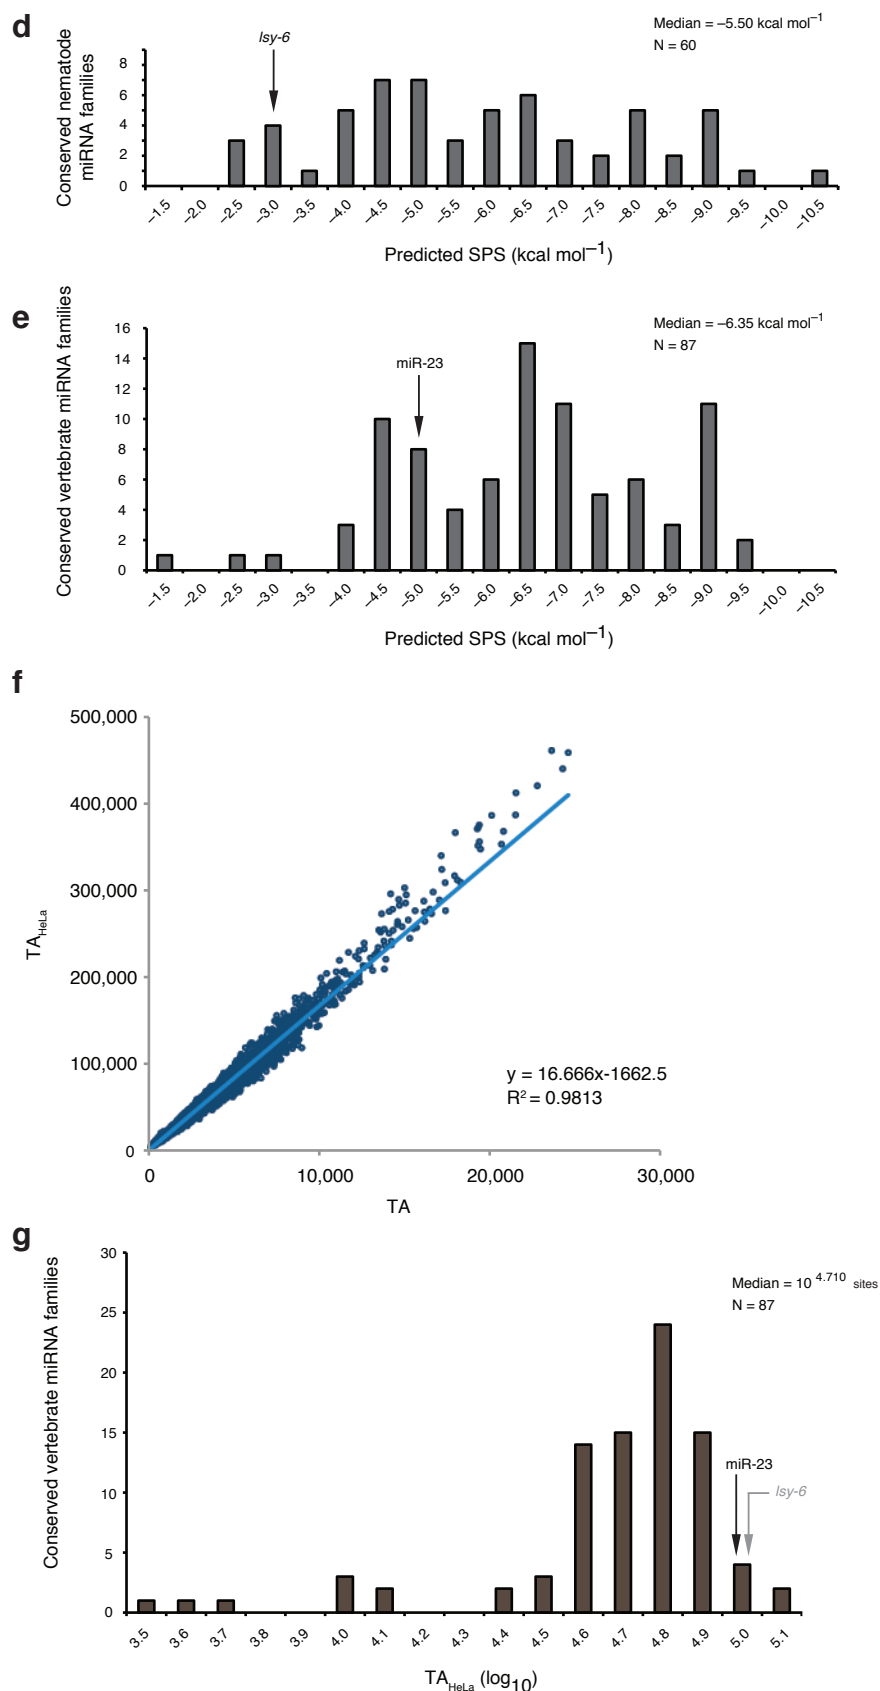 d
lsy-6
Median = –5.50 kcal mol–1
N = 60
Conserved nematode
miRNA families
8
6
4
2
0
–1.5 –2.0 –2.5 –3.0 –3.5 –4.0 –4.5 –5.0 –5.5 –6.0 –6.5 –7.0 –7.5 –8.0 –8.5 –9.0 –9.5 –10.0 –10.5
Predicted SPS (kcal mol–1)
e
Median = –6.35 kcal mol–1
N = 87
miR-23
Conserved vertebrate miRNA families
16
14
12
10
8
6
4
2
0
–1.5 –2.0 –2.5 –3.0 –3.5 –4.0 –4.5 –5.0 –5.5 –6.0 –6.5 –7.0 –7.5 –8.0 –8.5 –9.0 –9.5 –10.0 –10.5
Predicted SPS (kcal mol–1)
f
TAHeLa
500,000
400,000
300,000
200,000
100,000
0
y = 16.666x-1662.5
R2 = 0.9813
0 10,000 20,000 30,000
TA
g
Median = 10 4.710 sites
N = 87
miR-23
lsy-6
Conserved vertebrate miRNA families
30
25
20
15
10
5
0
3.5 3.6 3.7 3.8 3.9 4.0 4.1 4.2 4.3 4.4 4.5 4.6 4.7 4.8 4.9 5.0 5.1
TAHeLa (log10)